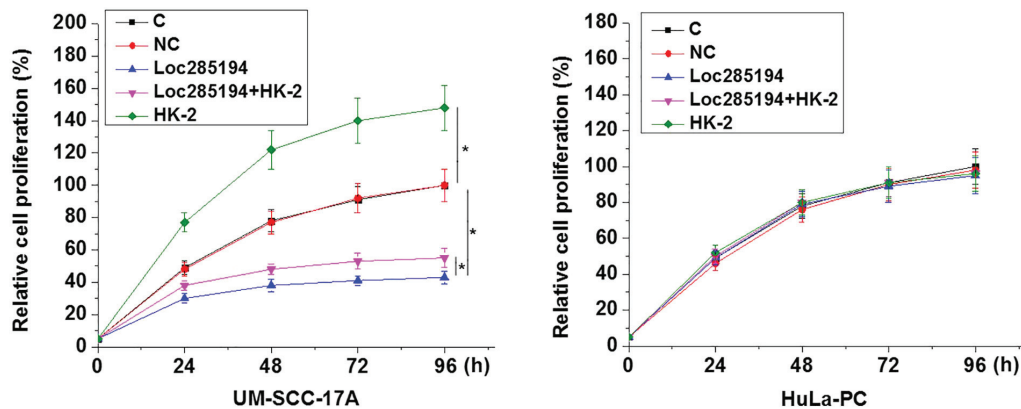 Relative cell proliferation (%)
200
180
160
140
120
100
80
60
40
20
0
C
NC
Loc285194
Loc285194+HK-2
HK-2
*
*
*
0 24 48 72 96 (h)
UM-SCC-17A
Relative cell proliferation (%)
180
160
140
120
100
80
60
40
20
0
C
NC
Loc285194
Loc285194+HK-2
HK-2
0 24 48 72 96 (h)
HuLa-PC